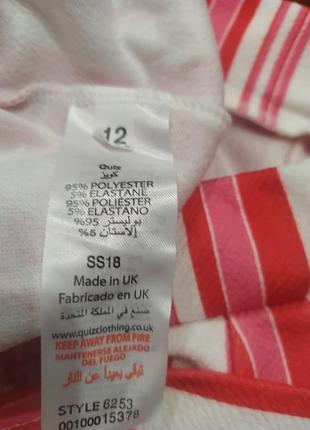 12
Quiz
كويز
95% POLYESTER
5% ELASTANE
95% POLIÉSTER
5% ELASTANO
بوليستر 95%
إلاستان 5%
SS18
Made in UK
Fabricado en UK
صنع في المملكة المتحدة
www.quizclothing.co.uk
KEEP AWAY FROM FIRE
MANTENERSE ALEJADO
DEL FUEGO
تبقى بعيداً عن النار
STYLE 6253
00100015378